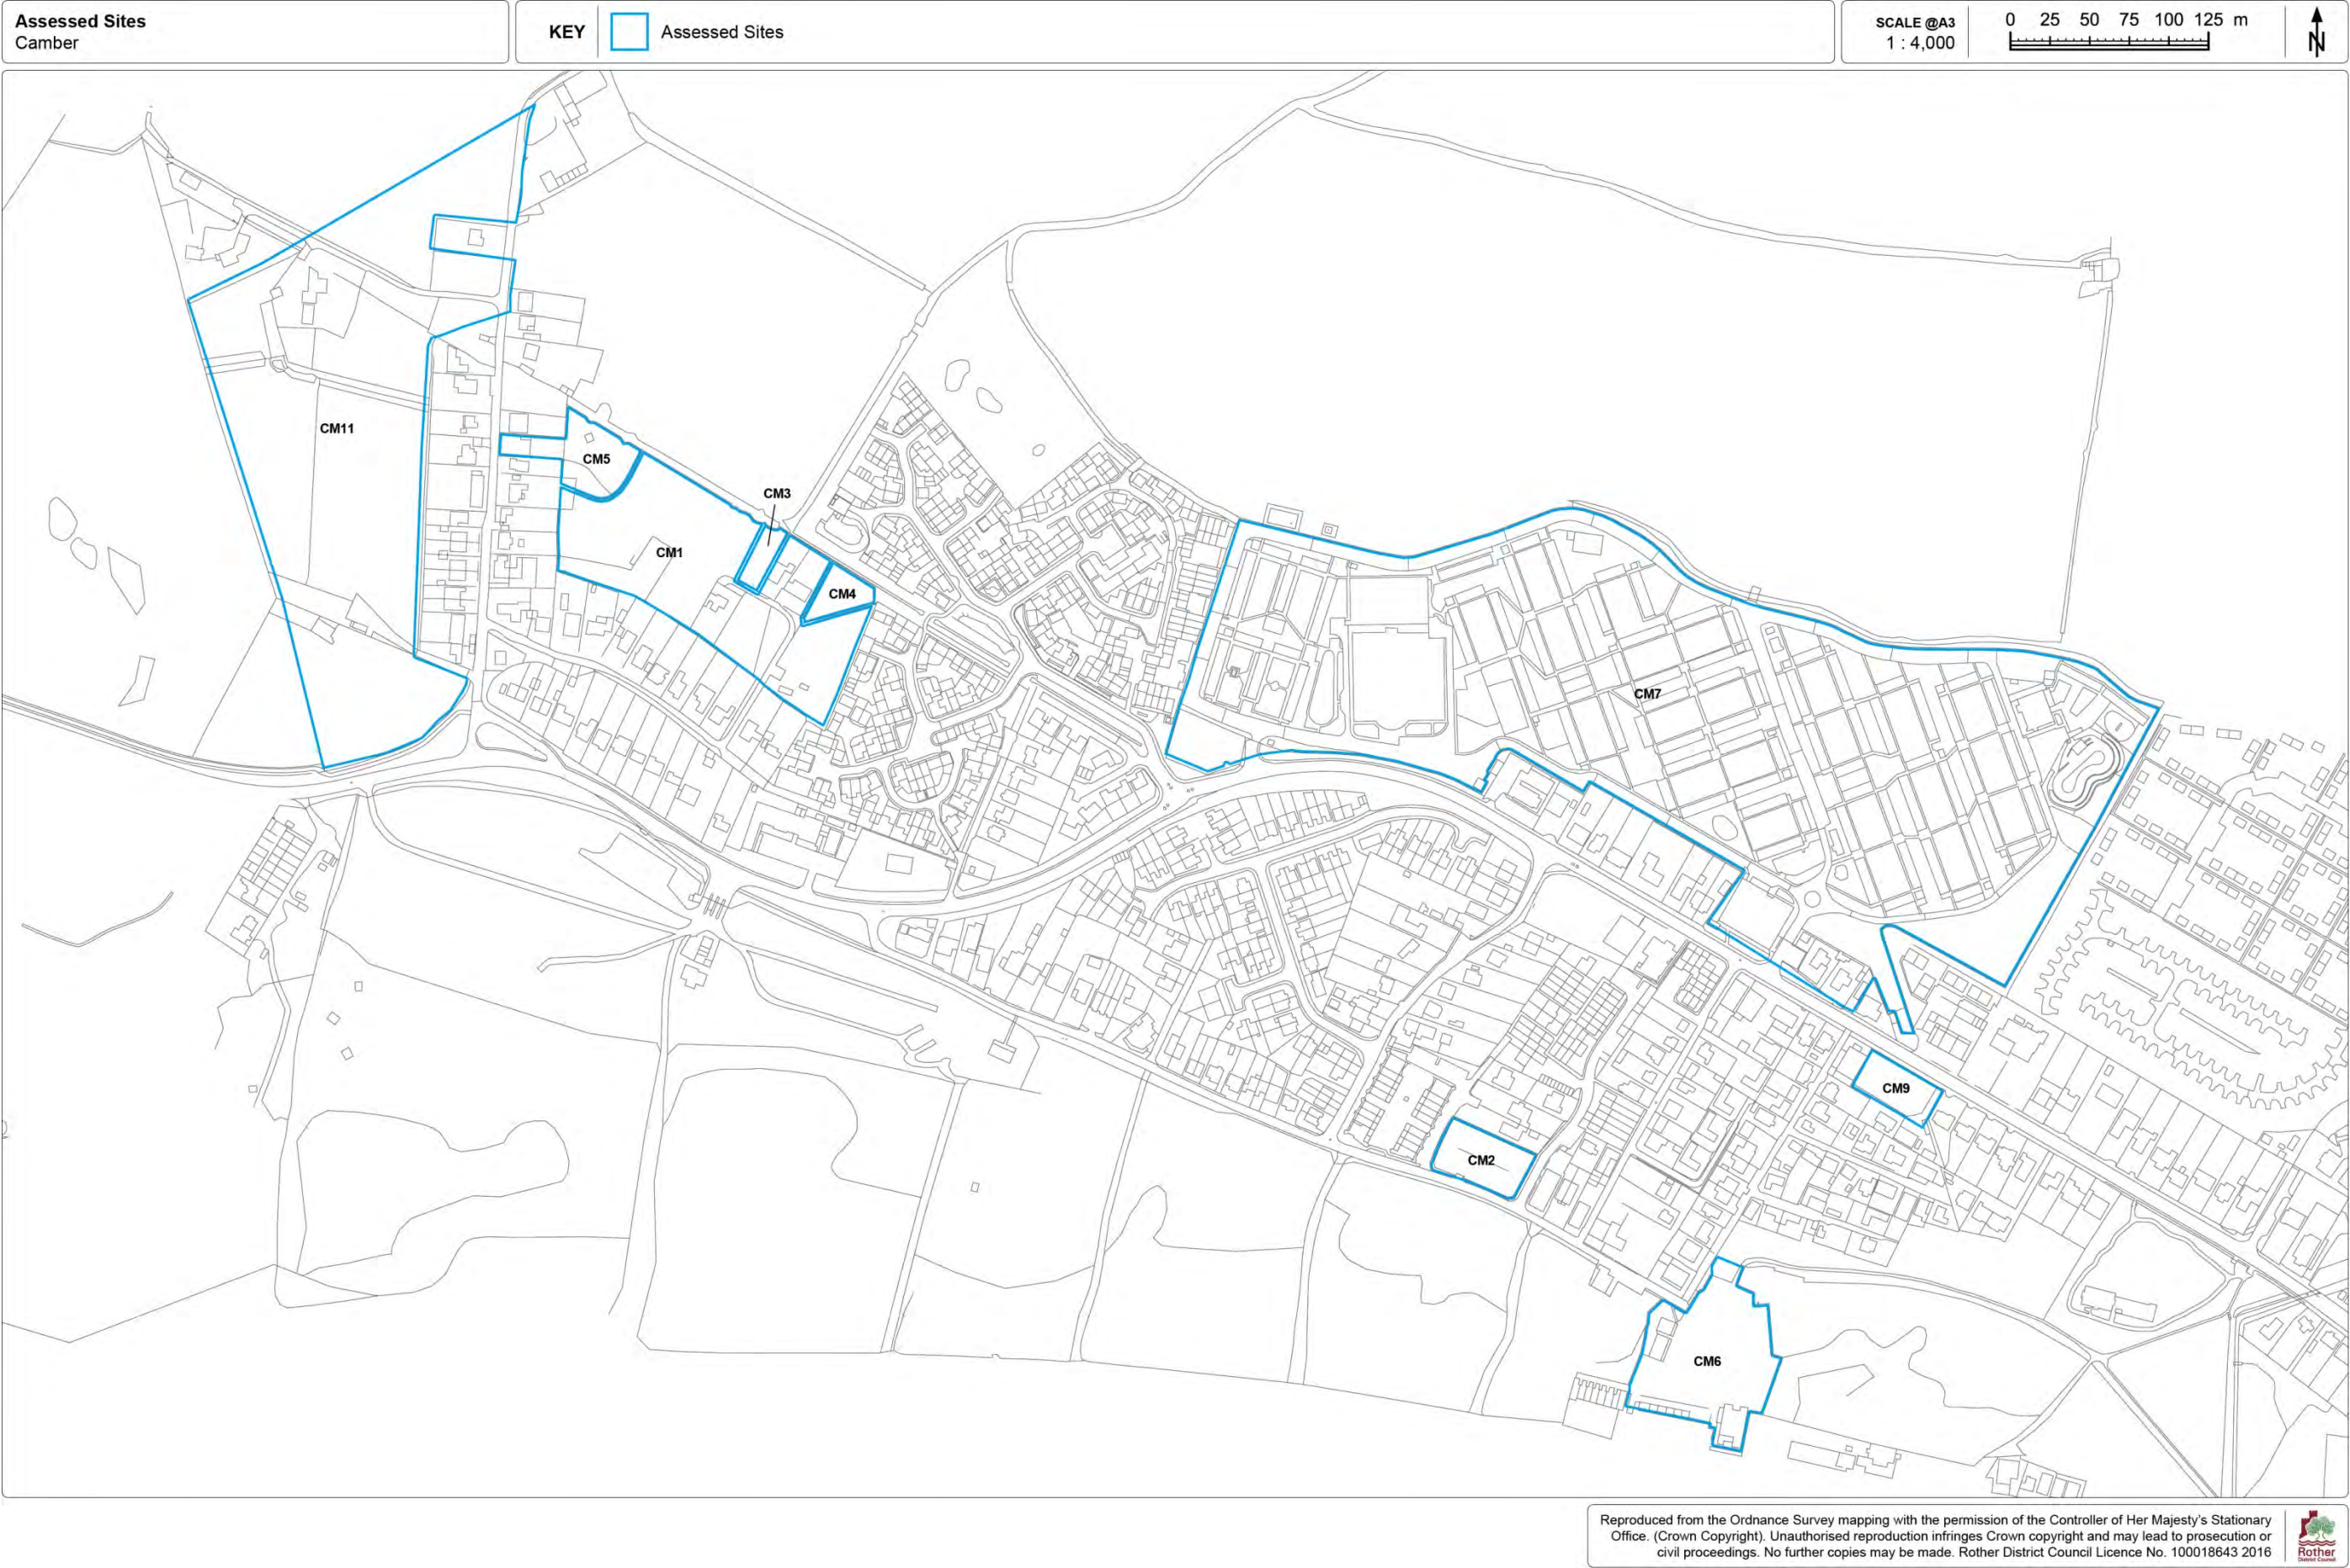 Assessed Sites
Camber
KEY
Assessed Sites
SCALE @A3
1 : 4,000
0 25 50 75 100 125 m
N
CM11
CM5
CM3
CM1
CM4
CM7
CM9
CM2
CM6
Reproduced from the Ordnance Survey mapping with the permission of the Controller of Her Majesty's Stationary
Office. (Crown Copyright). Unauthorised reproduction infringes Crown copyright and may lead to prosecution or
civil proceedings. No further copies may be made. Rother District Council Licence No. 100018643 2016
Rother
District Council